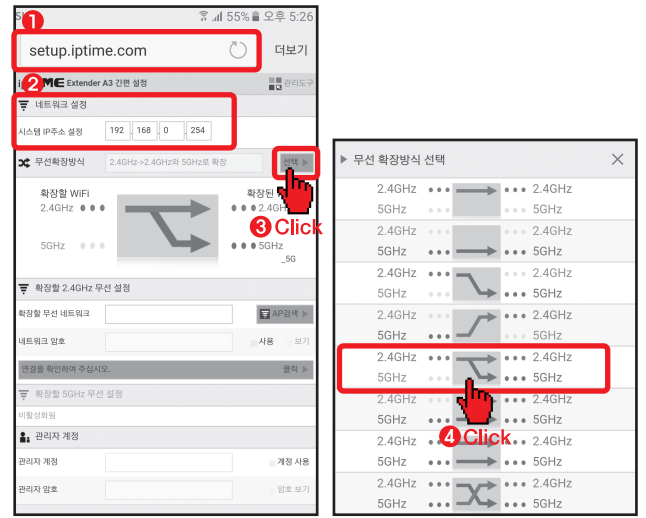 55% 오후 5:26
1
setup.iptime.com 더보기
Extender A3 간편 설정 관리도구
2
네트워크 설정
시스템 IP주소 설정 192 . 168 . 0 . 254
무선확장방식 2.4GHz->2.4GHz와 5GHz로 확장 선택
확장할 WiFi 확장된
2.4GHz 2.4GH
3 Click
5GHz 5GHz
_5G
확장할 2.4GHz 무선 설정
확장할 무선 네트워크 AP검색
네트워크 암호 사용 보기
연결을 확인하여 주십시오. 클릭
확장할 5GHz 무선 설정
비활성화됨
관리자 계정
관리자 계정 계정 사용
관리자 암호 암호 보기
무선 확장방식 선택
2.4GHz 2.4GHz
5GHz 5GHz
2.4GHz 2.4GHz
5GHz 5GHz
2.4GHz 2.4GHz
5GHz 5GHz
2.4GHz 2.4GHz
5GHz 5GHz
2.4GHz 2.4GHz
5GHz 5GHz
2.4GHz 2.4GHz
5GHz 5GHz
4 Click
2.4GHz 2.4GHz
5GHz 5GHz
2.4GHz 2.4GHz
5GHz 5GHz